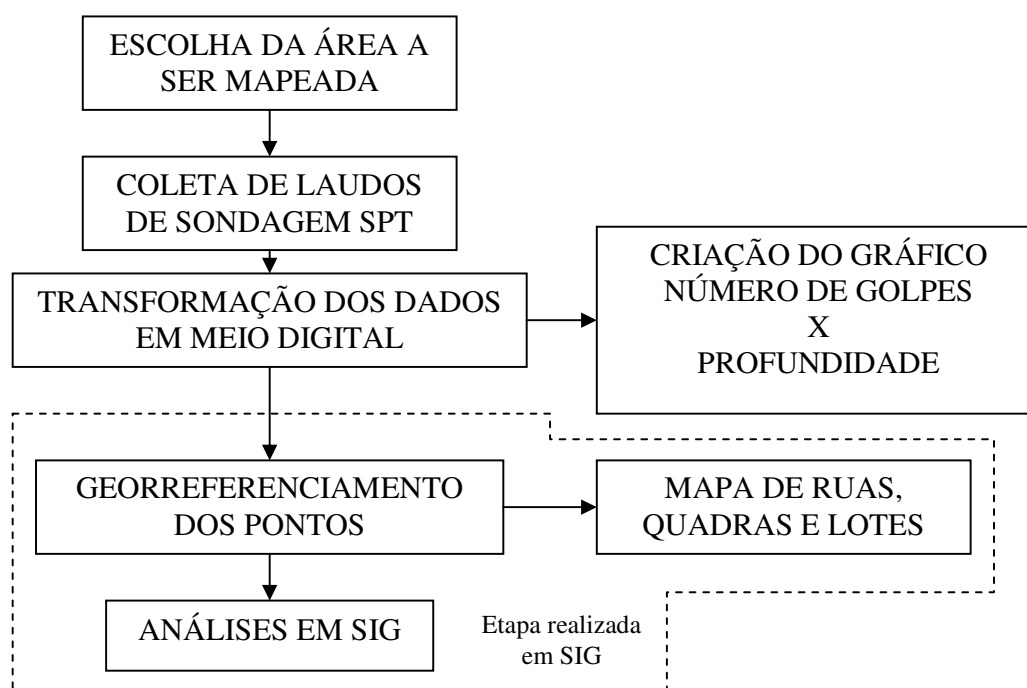 ESCOLHA DA ÁREA A
SER MAPEADA
COLETA DE LAUDOS
DE SONDAGEM SPT
TRANSFORMAÇÃO DOS DADOS
EM MEIO DIGITAL
CRIAÇÃO DO GRÁFICO
NÚMERO DE GOLPES
X
PROFUNDIDADE
GEORREFERENCIAMENTO
DOS PONTOS
MAPA DE RUAS,
QUADRAS E LOTES
ANÁLISES EM SIG
Etapa realizada
em SIG